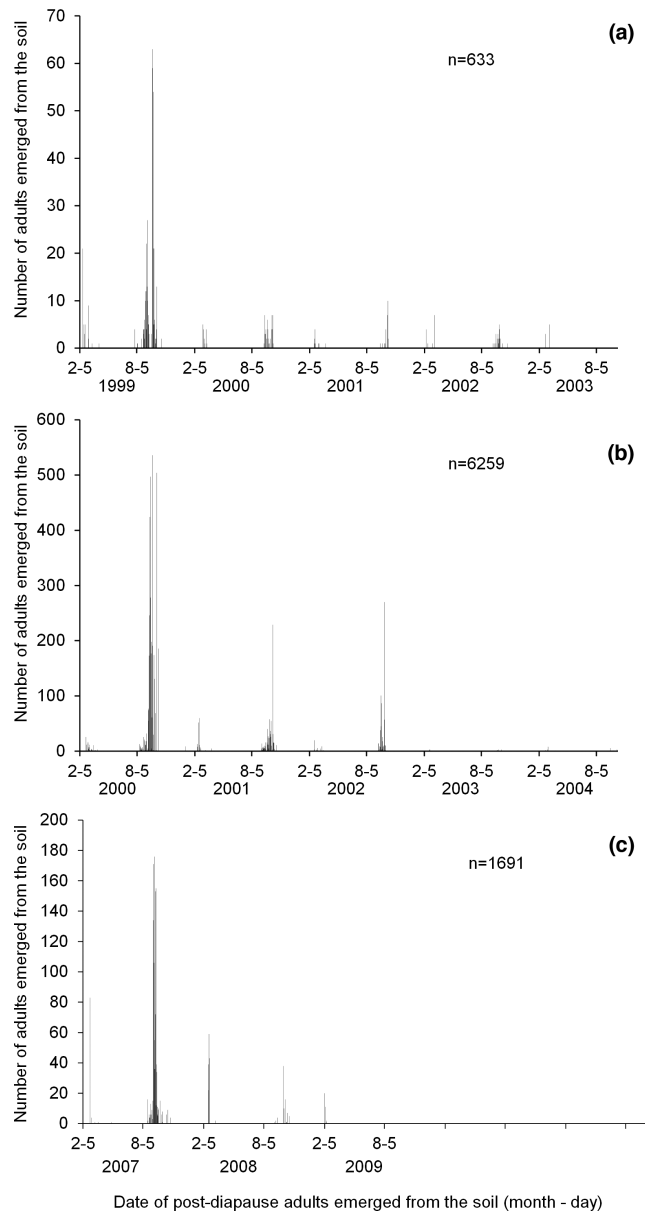 (a)
n=633
Number of adults emerged from the soil
70
60
50
40
30
20
10
0
2-5 8-5 2-5 8-5 2-5 8-5 2-5 8-5 2-5 8-5
1999 2000 2001 2002 2003
(b)
n=6259
Number of adults emerged from the soil
600
500
400
300
200
100
0
2-5 8-5 2-5 8-5 2-5 8-5 2-5 8-5 2-5 8-5
2000 2001 2002 2003 2004
(c)
n=1691
Number of adults emerged from the soil
200
180
160
140
120
100
80
60
40
20
0
2-5 8-5 2-5 8-5 2-5 8-5
2007 2008 2009
Date of post-diapause adults emerged from the soil (month - day)